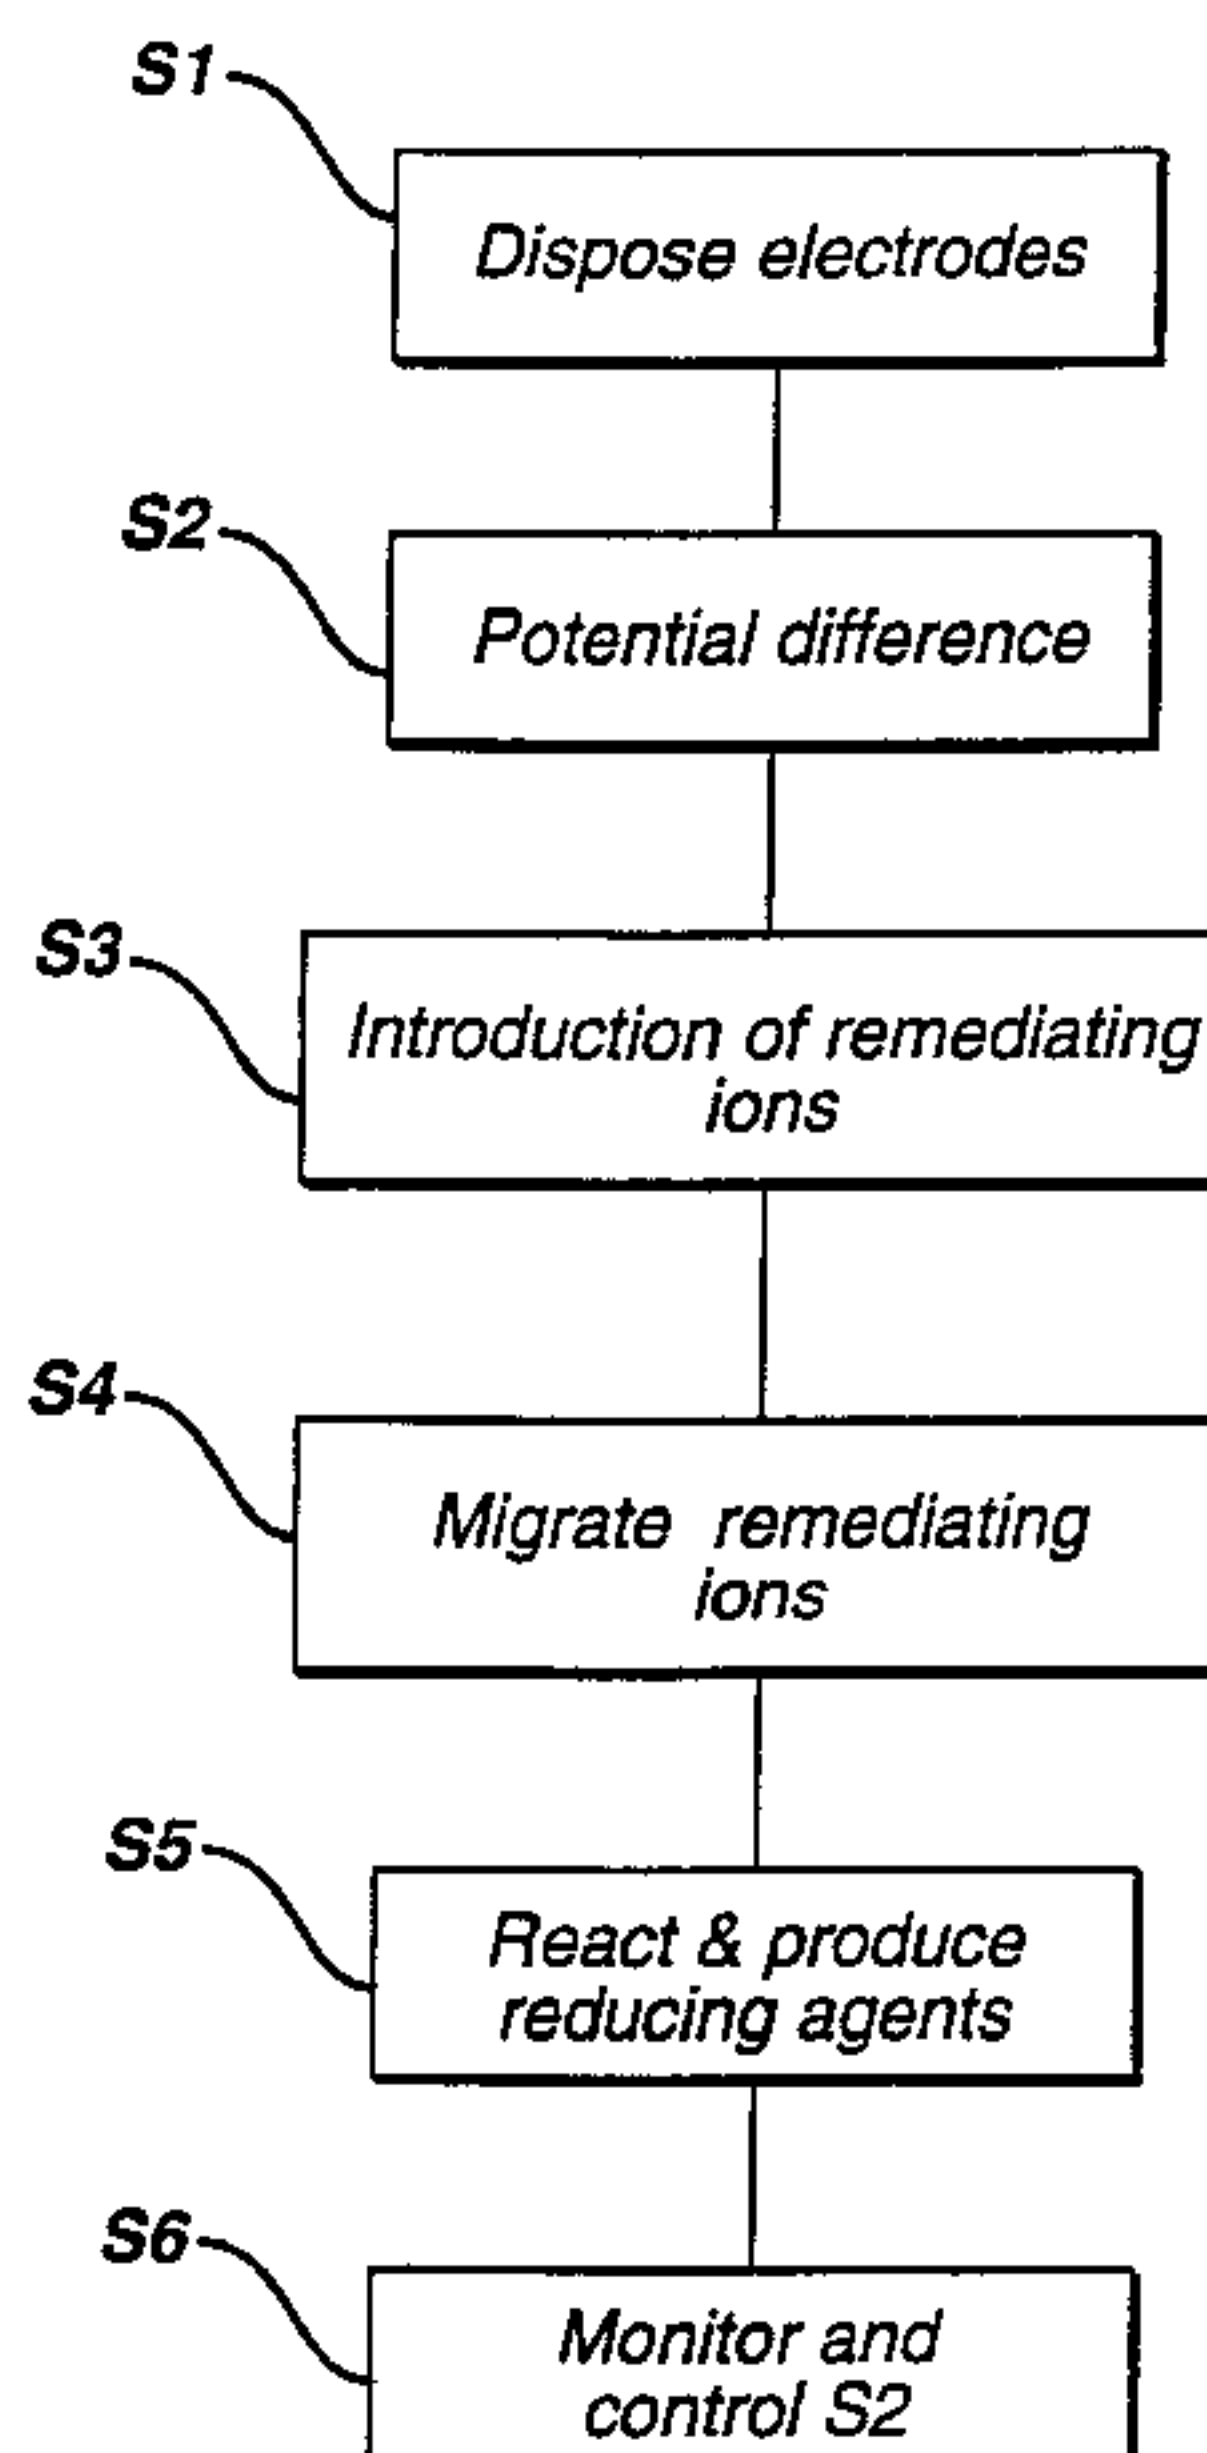 S1
Dispose electrodes
S2
Potential difference
S3
Introduction of remediating
ions
S4
Migrate remediating
ions
S5
React & produce
reducing agents
S6
Monitor and
control S2